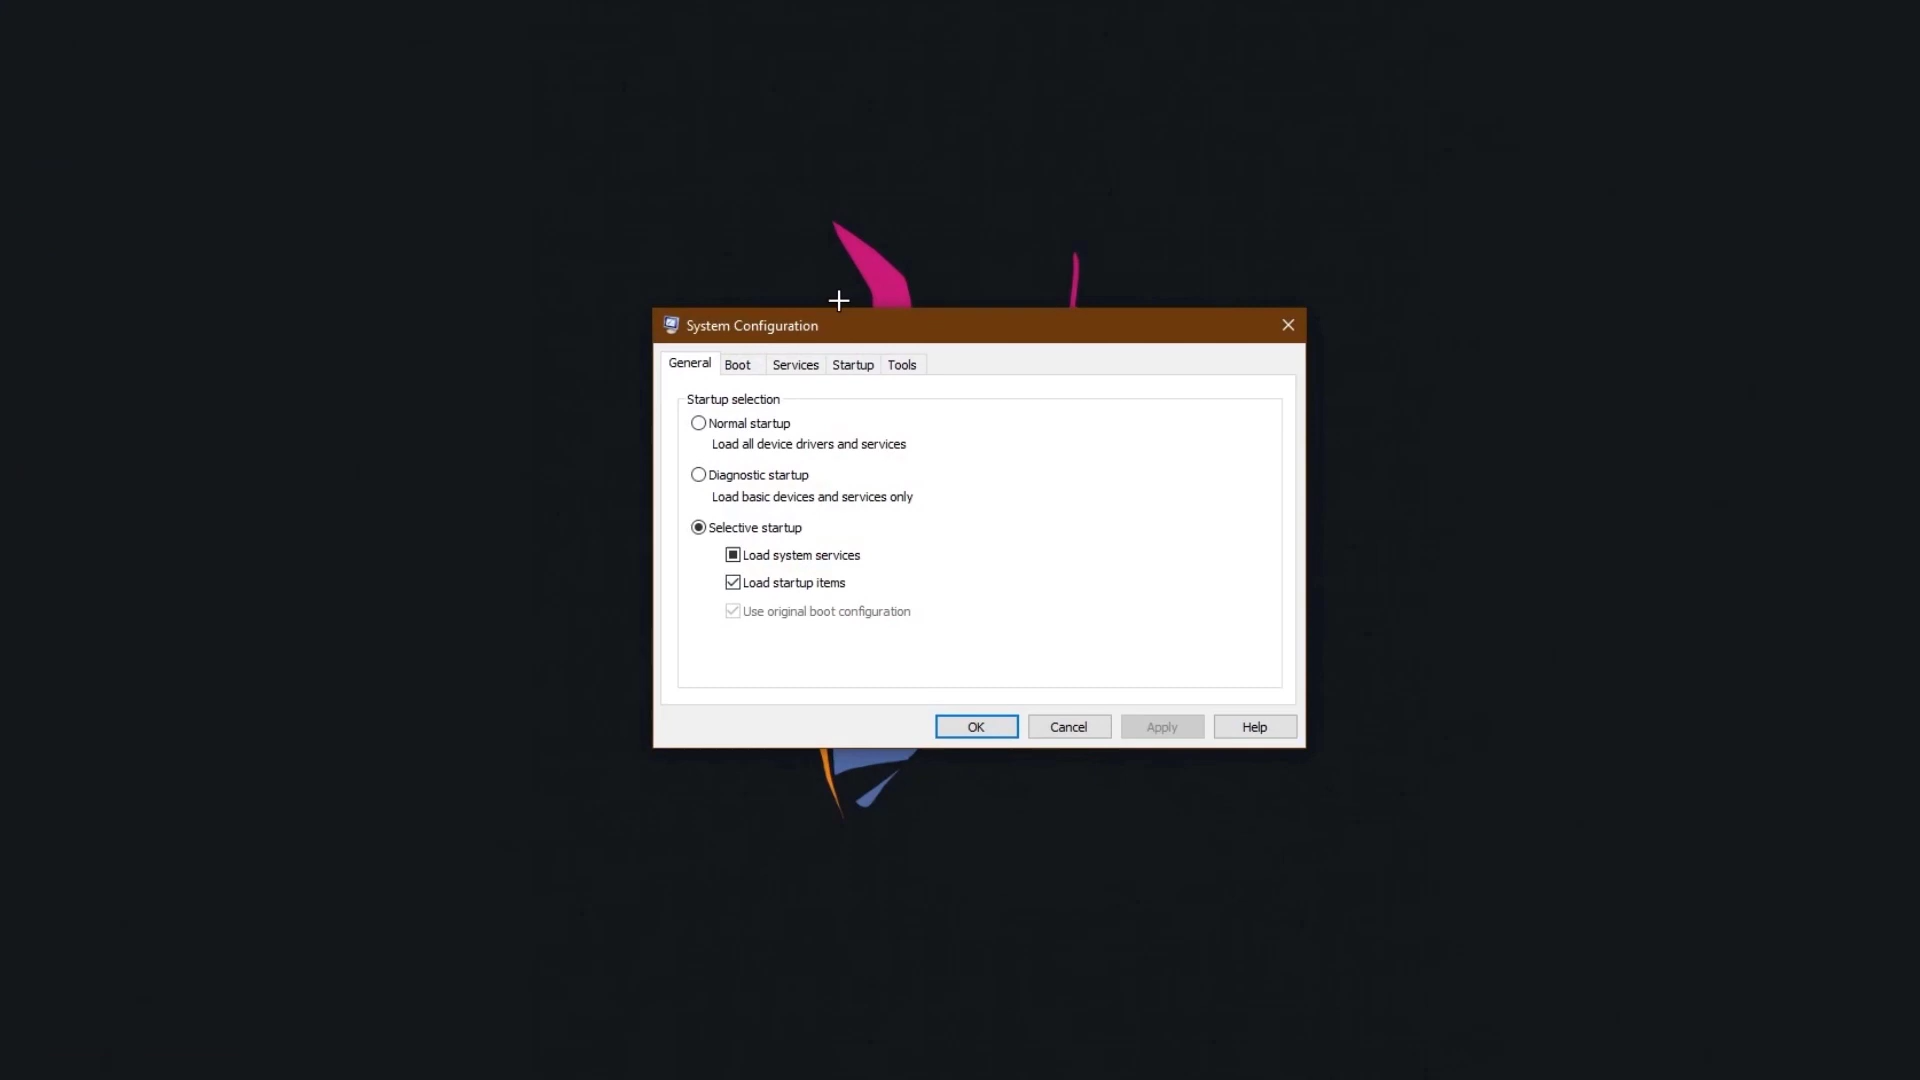 System Configuration
General Boot Services Startup Tools
Startup selection
Normal startup
Load all device drivers and services
Diagnostic startup
Load basic devices and services only
Selective startup
Load system services
Load startup items
Use original boot configuration
OK Cancel Apply Help